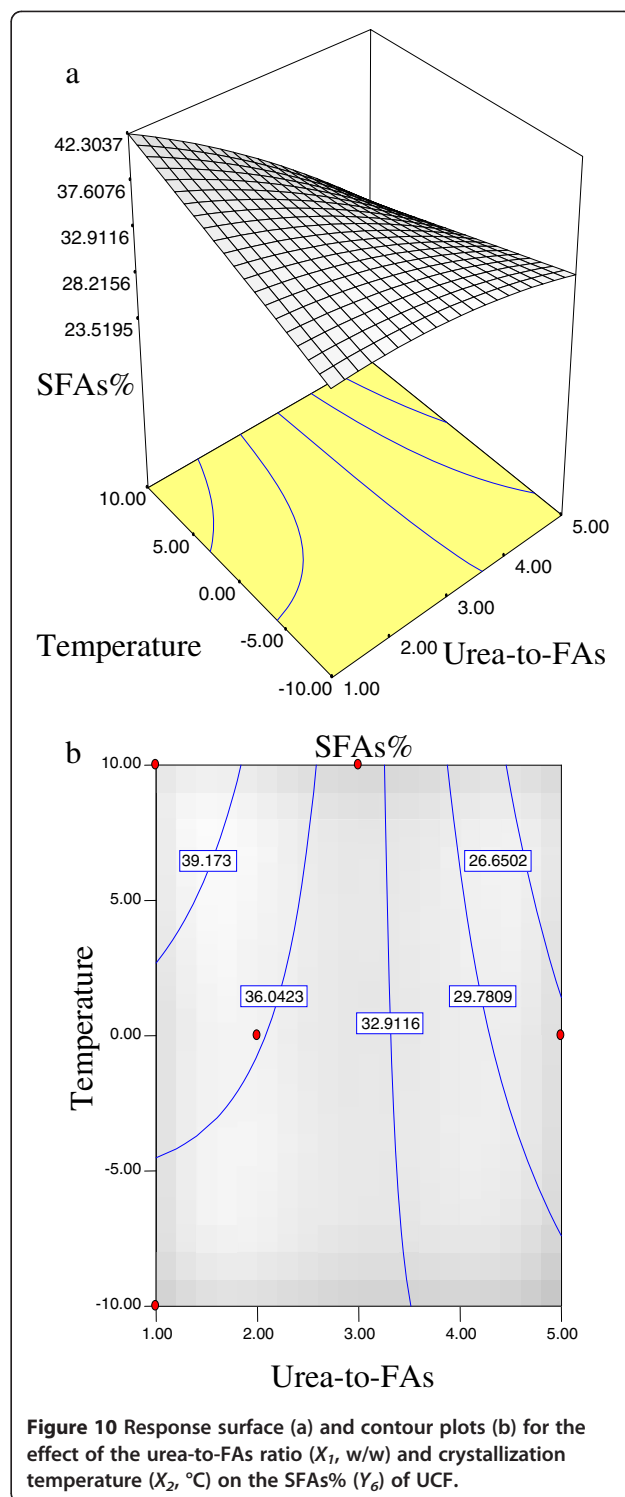 a
42.3037
37.6076
32.9116
28.2156
23.5195
SFAs%
10.00
5.00
0.00
-5.00
-10.00
Temperature
1.00
2.00
3.00
4.00
5.00
Urea-to-FAs
b
SFAs%
10.00
5.00
0.00
-5.00
-10.00
Temperature
39.173
36.0423
32.9116
29.7809
26.6502
1.00 2.00 3.00 4.00 5.00
Urea-to-FAs
Figure 10 Response surface (a) and contour plots (b) for the
effect of the urea-to-FAs ratio (X1, w/w) and crystallization
temperature (X2, °C) on the SFAs% (Y6) of UCF.